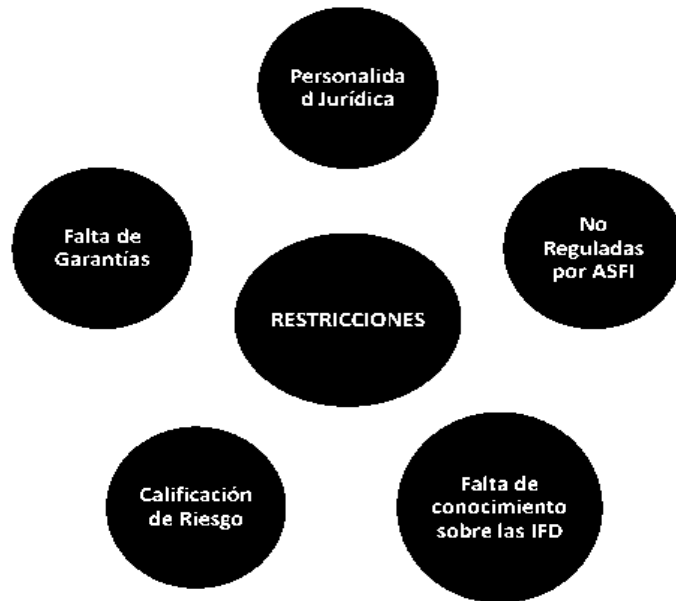 Personalida
d Jurídica
Falta de
Garantías
No
Reguladas
por ASFI
RESTRICCIONES
Calificación
de Riesgo
Falta de
conocimiento
sobre las IFD